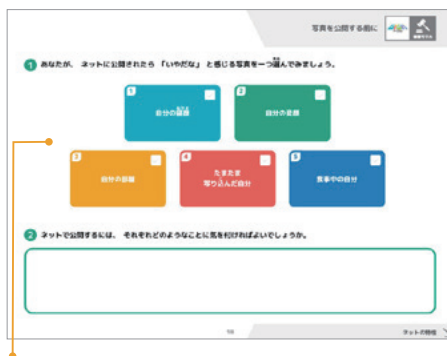 写真を公開する前に
1 あなたが、ネットに公開されたら「いやだな」と感じる写真を一つ選んでみましょう。
1
自分の寝顔
2
自分の変顔
3
自分の部屋
4
たまたま
写り込んだ自分
5
食事中の自分
2 ネットで公開するには、それぞれどのようなことに気を付ければよいでしょうか。
ネットの特性